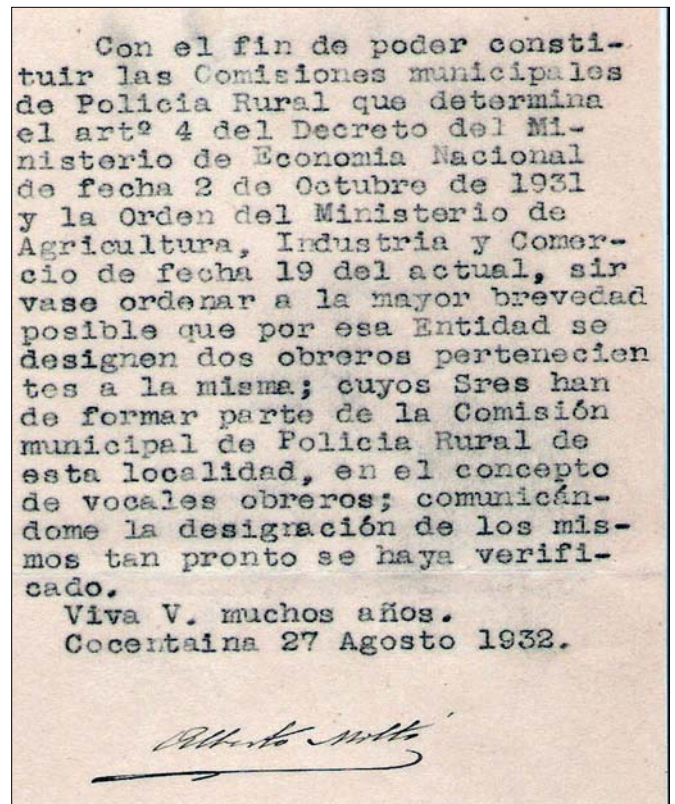 Con el fin de poder consti-
tuir las Comisiones municipales
de Policia Rural que determina
el artº 4 del Decreto del Mi-
nisterio de Economia Nacional
de fecha 2 de Octubre de 1931
y la Orden del Ministerio de
Agricultura, Industria y Comer-
cio de fecha 19 del actual, sir
vase ordenar a la mayor brevedad
posible que por esa Entidad se
designen dos obreros pertenecien
tes a la misma; cuyos Sres han
de formar parte de la Comisión
municipal de Policia Rural de
esta localidad, en el concepto
de vocales obreros; comunicán-
dome la designación de los mis-
mos tan pronto se haya verifi-
cado.
Viva V. muchos años.
Cocentaina 27 Agosto 1932.
Alberto Moltó